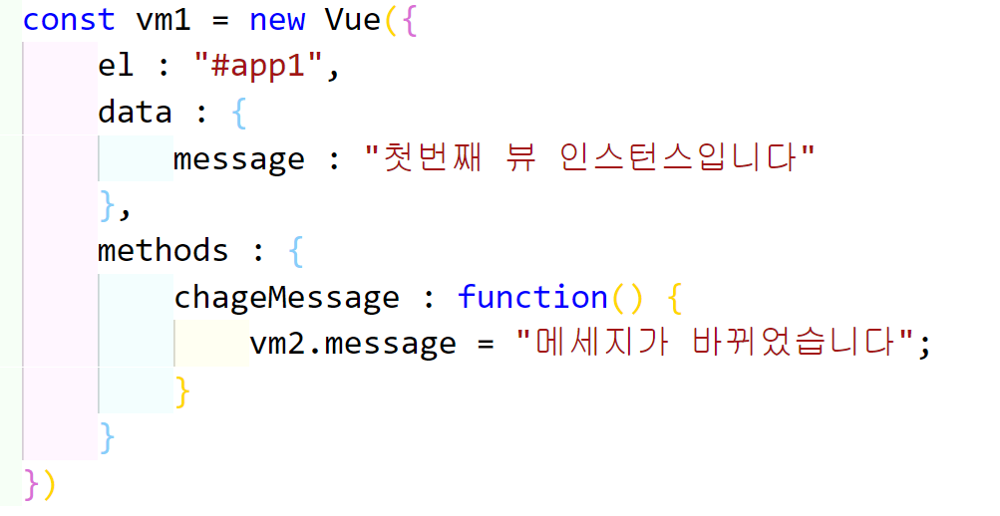 const vm1 = new Vue({
el : "#app1",
data : {
message : "첫번째 뷰 인스턴스입니다"
},
methods : {
chageMessage : function() {
vm2.message = "메세지가 바뀌었습니다";
}
}
})